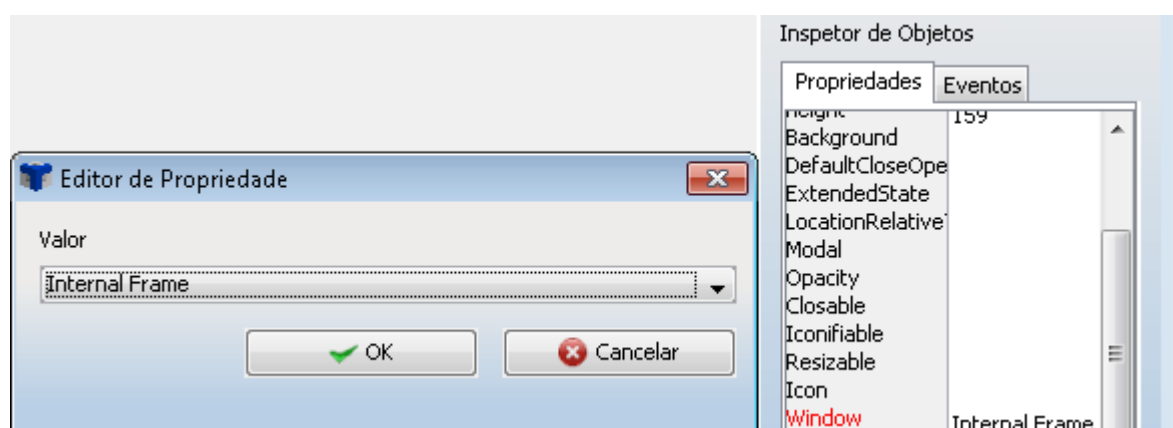 Editor de Propriedade
Valor
Internal Frame
OK
Cancelar
Inspetor de Objetos
Propriedades
Eventos
Height 159
Background
DefaultCloseOpe
ExtendedState
LocationRelative
Modal
Opacity
Closable
Iconifiable
Resizable
Icon
Window Internal Frame